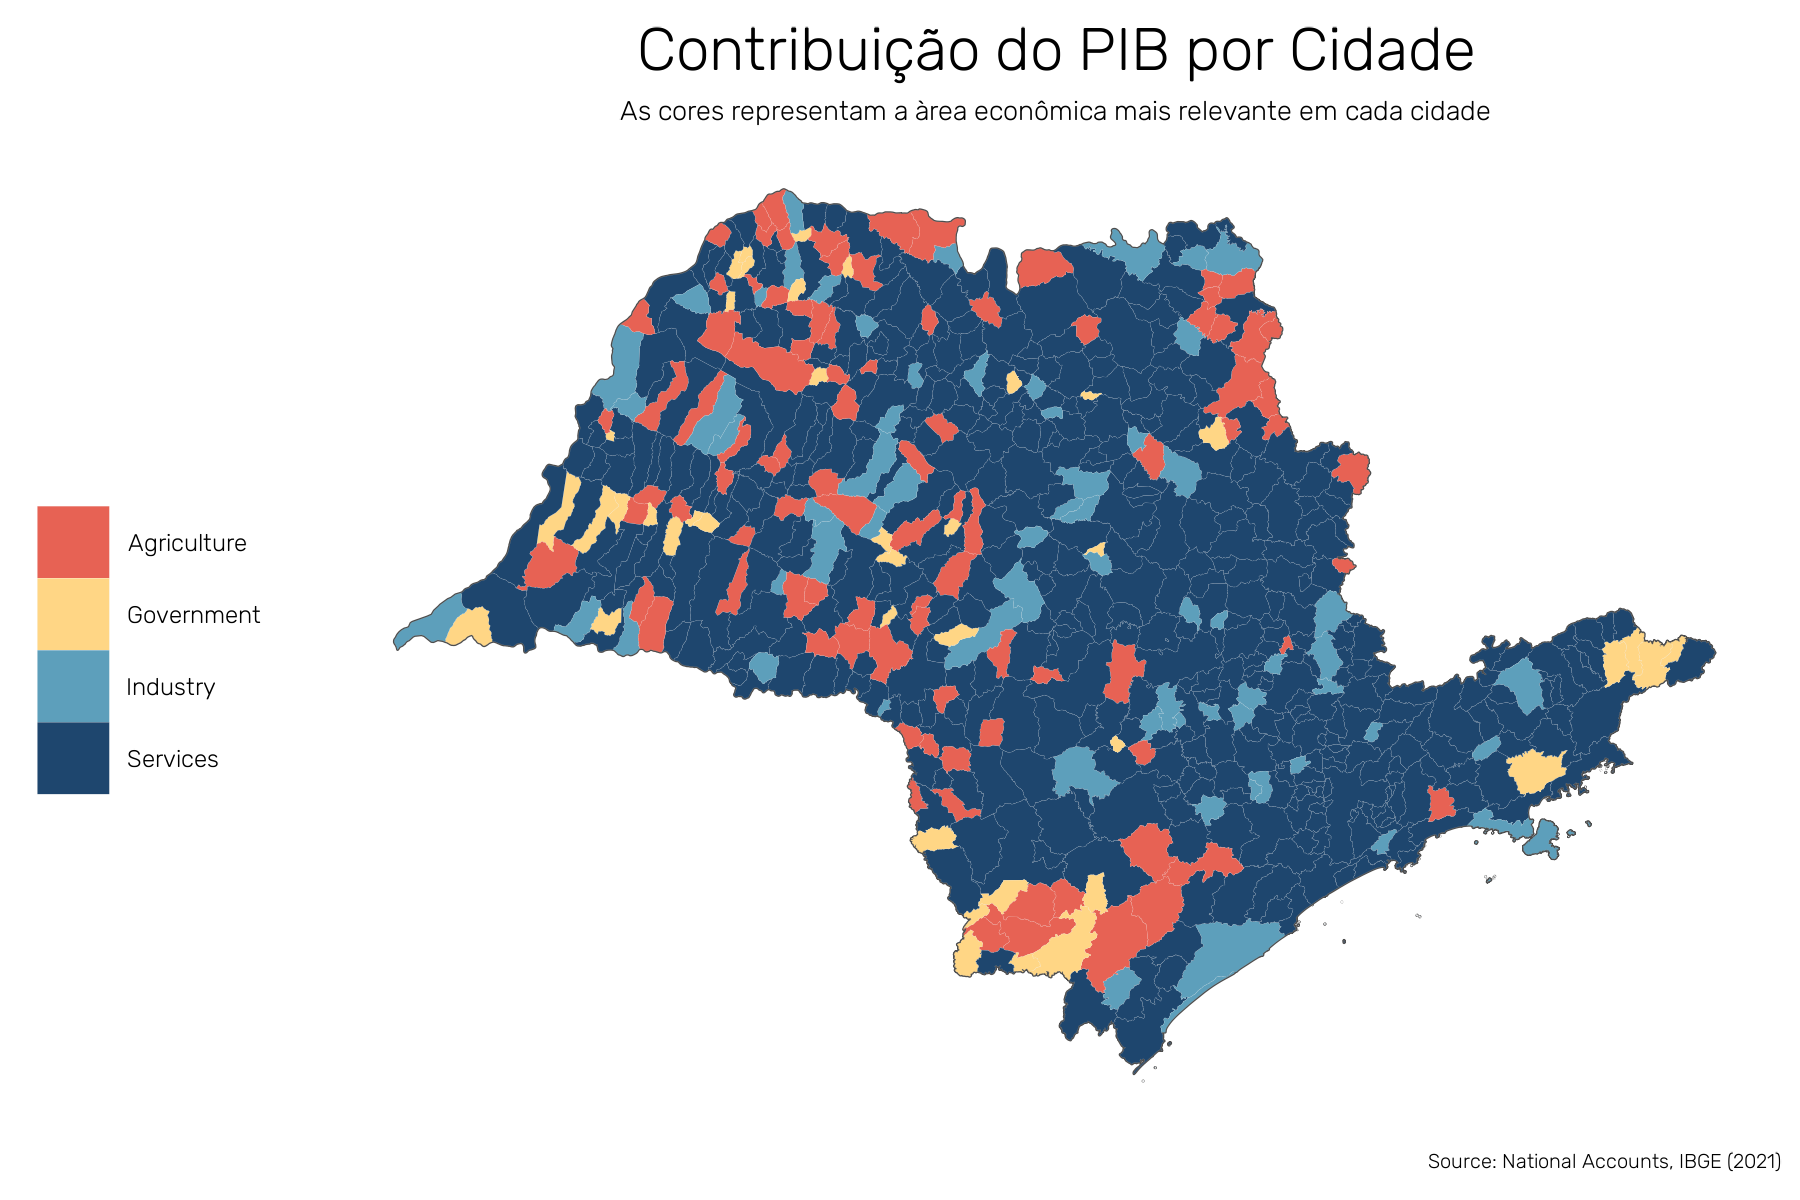 Contribuição do PIB por Cidade
As cores representam a àrea econômica mais relevante em cada cidade
Agriculture
Government
Industry
Services
Source: National Accounts, IBGE (2021)